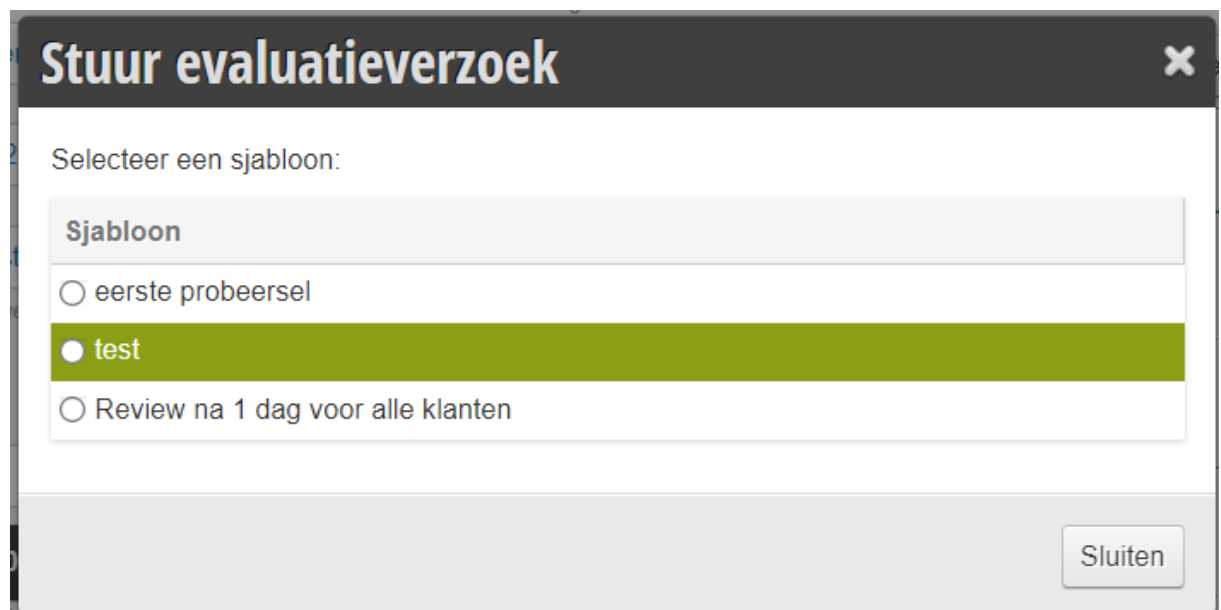 Stuur evaluatieverzoek
Selecteer een sjabloon:
Sjabloon
eerste probeersel
test
Review na 1 dag voor alle klanten
Sluiten